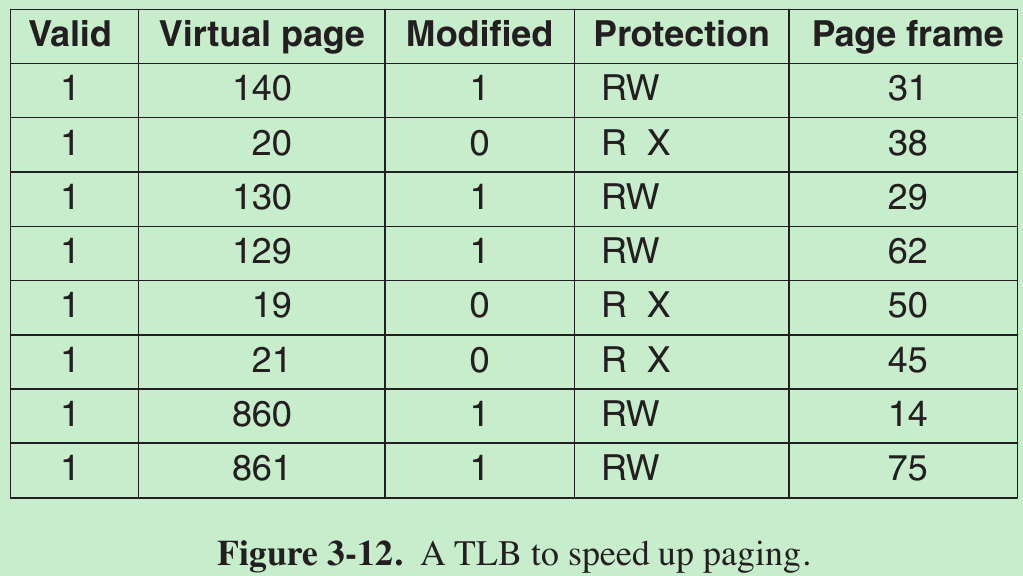 Valid Virtual page Modified Protection Page frame
1 140 1 RW 31
1 20 0 R X 38
1 130 1 RW 29
1 129 1 RW 62
1 19 0 R X 50
1 21 0 R X 45
1 860 1 RW 14
1 861 1 RW 75
Figure 3-12. A TLB to speed up paging.